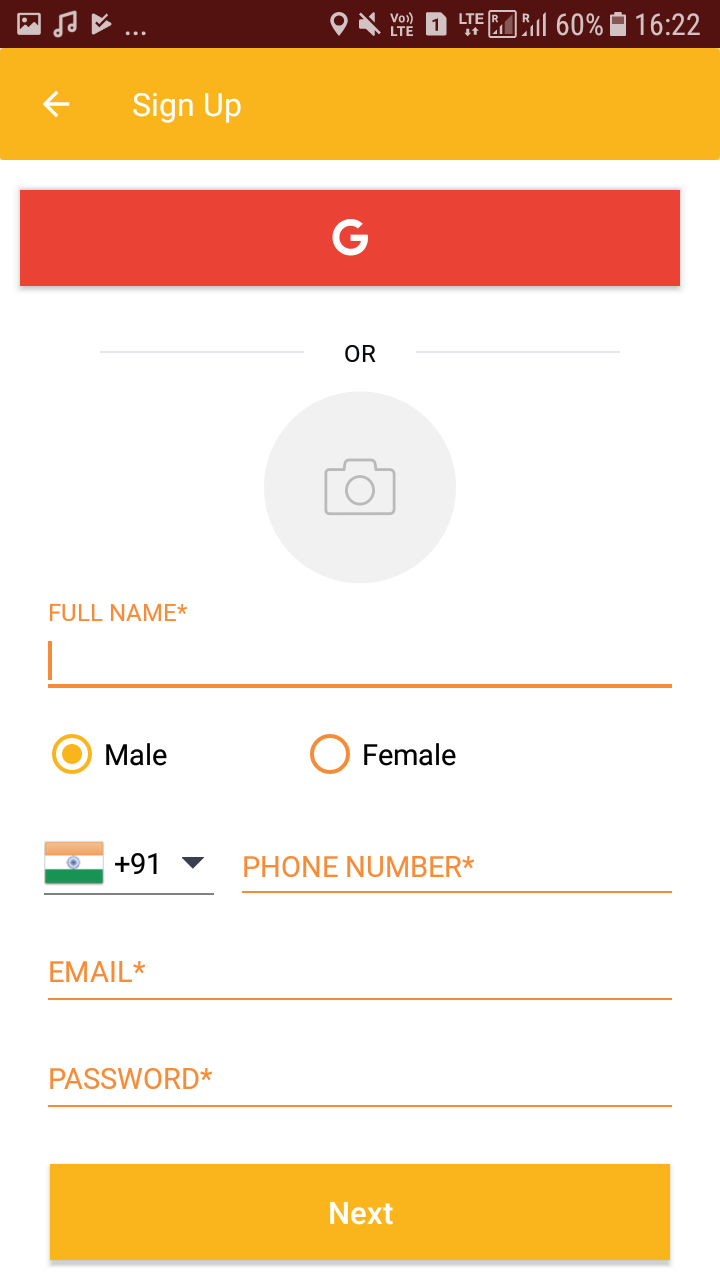 ... Vo) LTE 1 LTE R R 60% 16:22
Sign Up
G
OR
FULL NAME*
Male Female
+91 PHONE NUMBER*
EMAIL*
PASSWORD*
Next